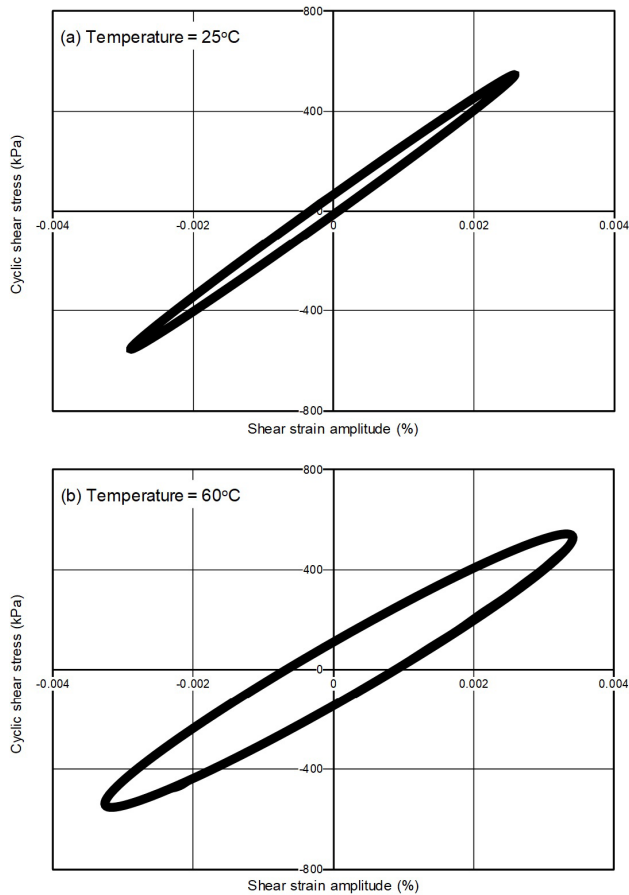 800
(a) Temperature = 25°C
400
Cyclic shear stress (kPa)
0
-0.004 -0.002 0 0.002 0.004
-400
-800
Shear strain amplitude (%)
800
(b) Temperature = 60°C
400
Cyclic shear stress (kPa)
0
-0.004 -0.002 0 0.002 0.004
-400
-800
Shear strain amplitude (%)